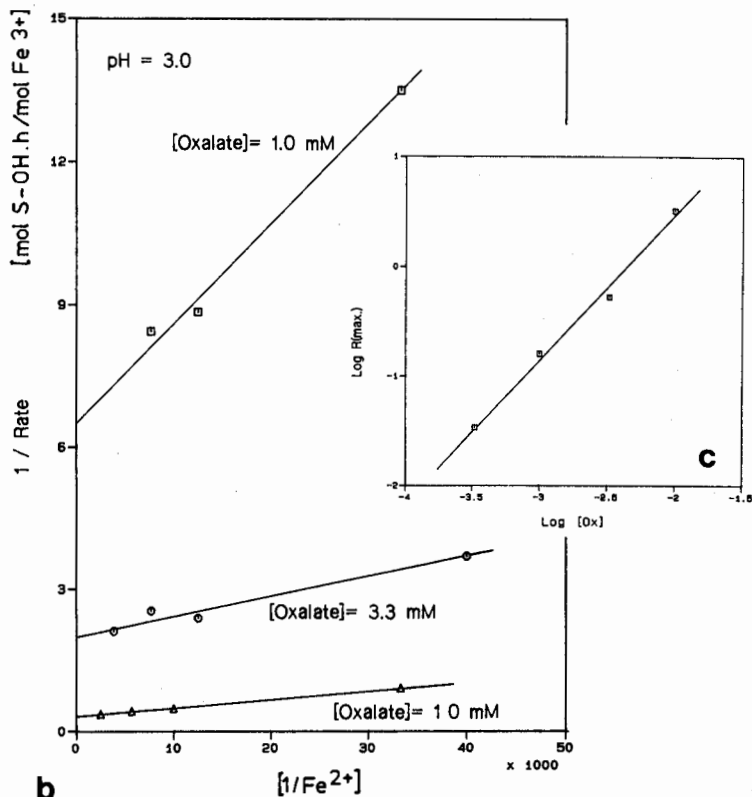 15
12
9
6
3
0
1 / Rate [mol S-OH.h/mol Fe 3+]
pH = 3.0
[Oxalate]= 1.0 mM
[Oxalate]= 3.3 mM
[Oxalate]= 1 0 mM
0
10
20
30
40
50
x 1000
[1/Fe2+]
b
1
0
-1
-2
Log R(max.)
-4
-3.5
-3
-2.5
-2
-1.5
Log [Ox]
c